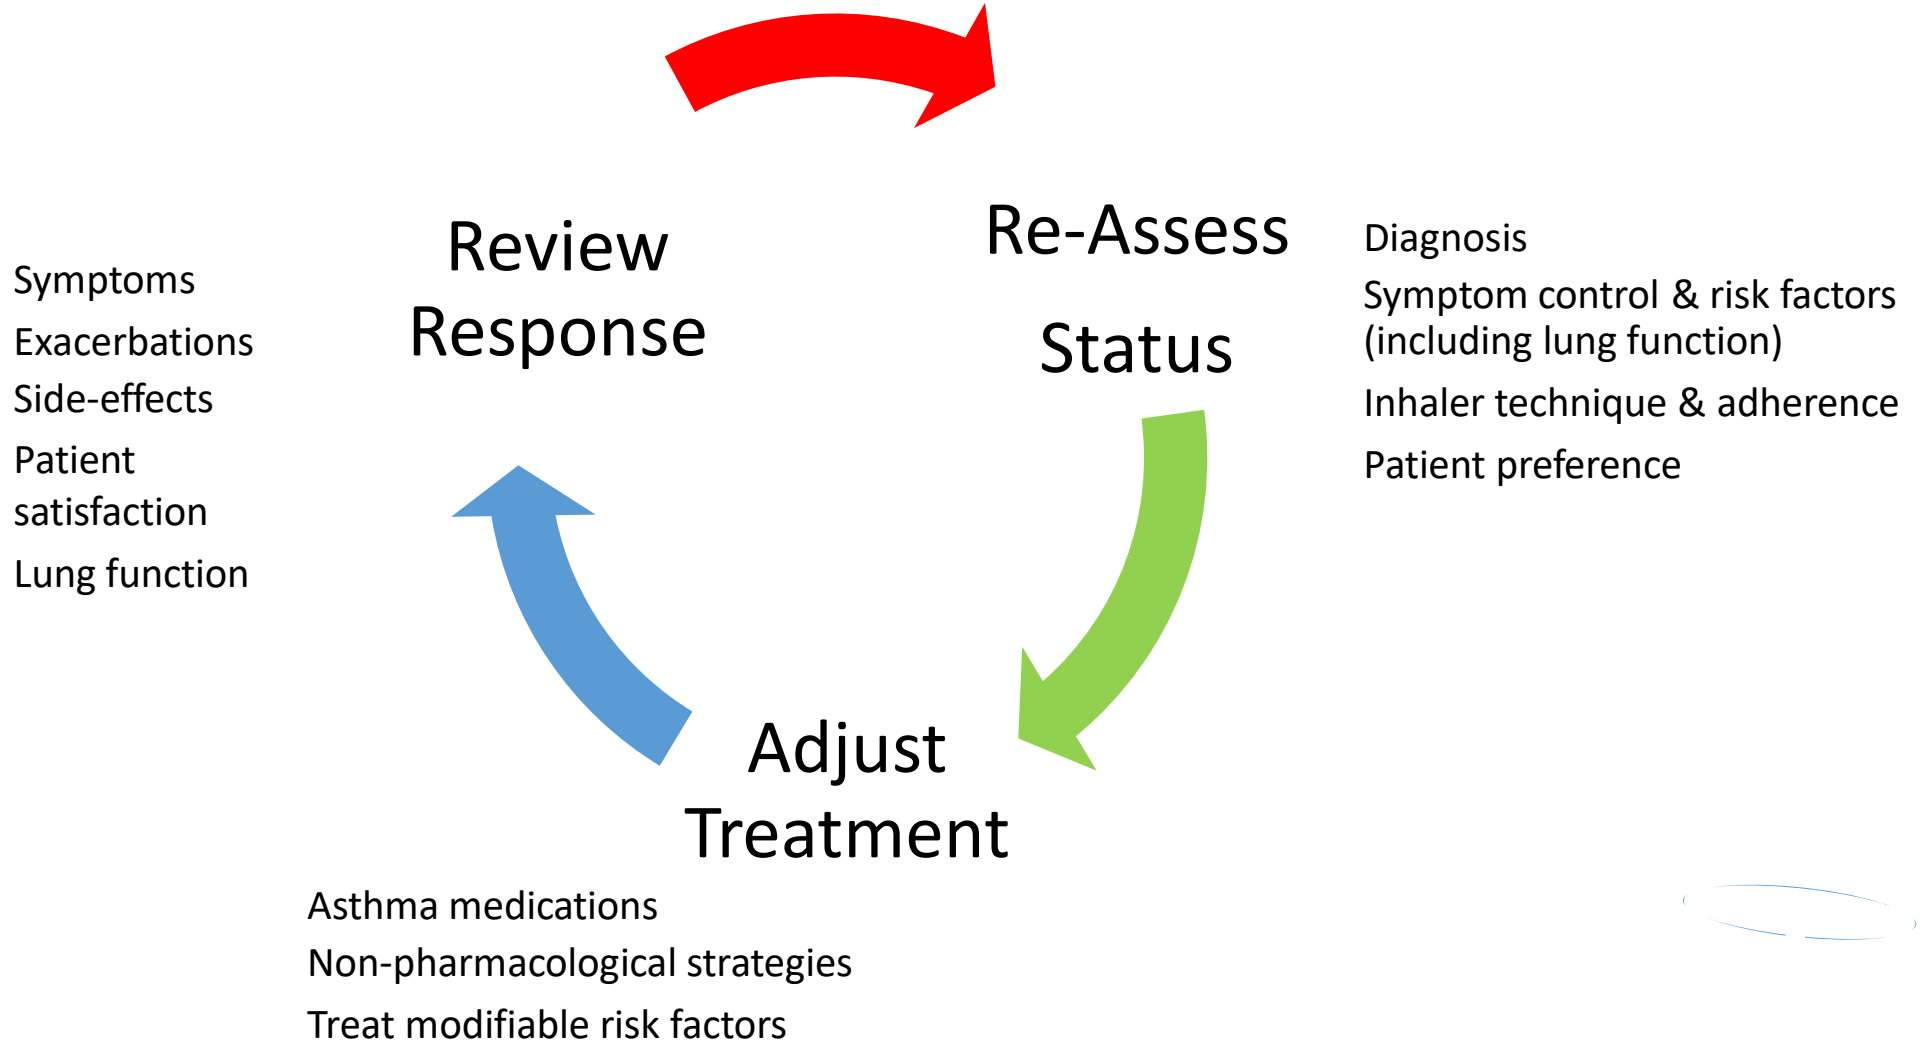 Review
Response
Symptoms
Exacerbations
Side-effects
Patient
satisfaction
Lung function
Re-Assess
Status
Diagnosis
Symptom control & risk factors
(including lung function)
Inhaler technique & adherence
Patient preference
Adjust
Treatment
Asthma medications
Non-pharmacological strategies
Treat modifiable risk factors